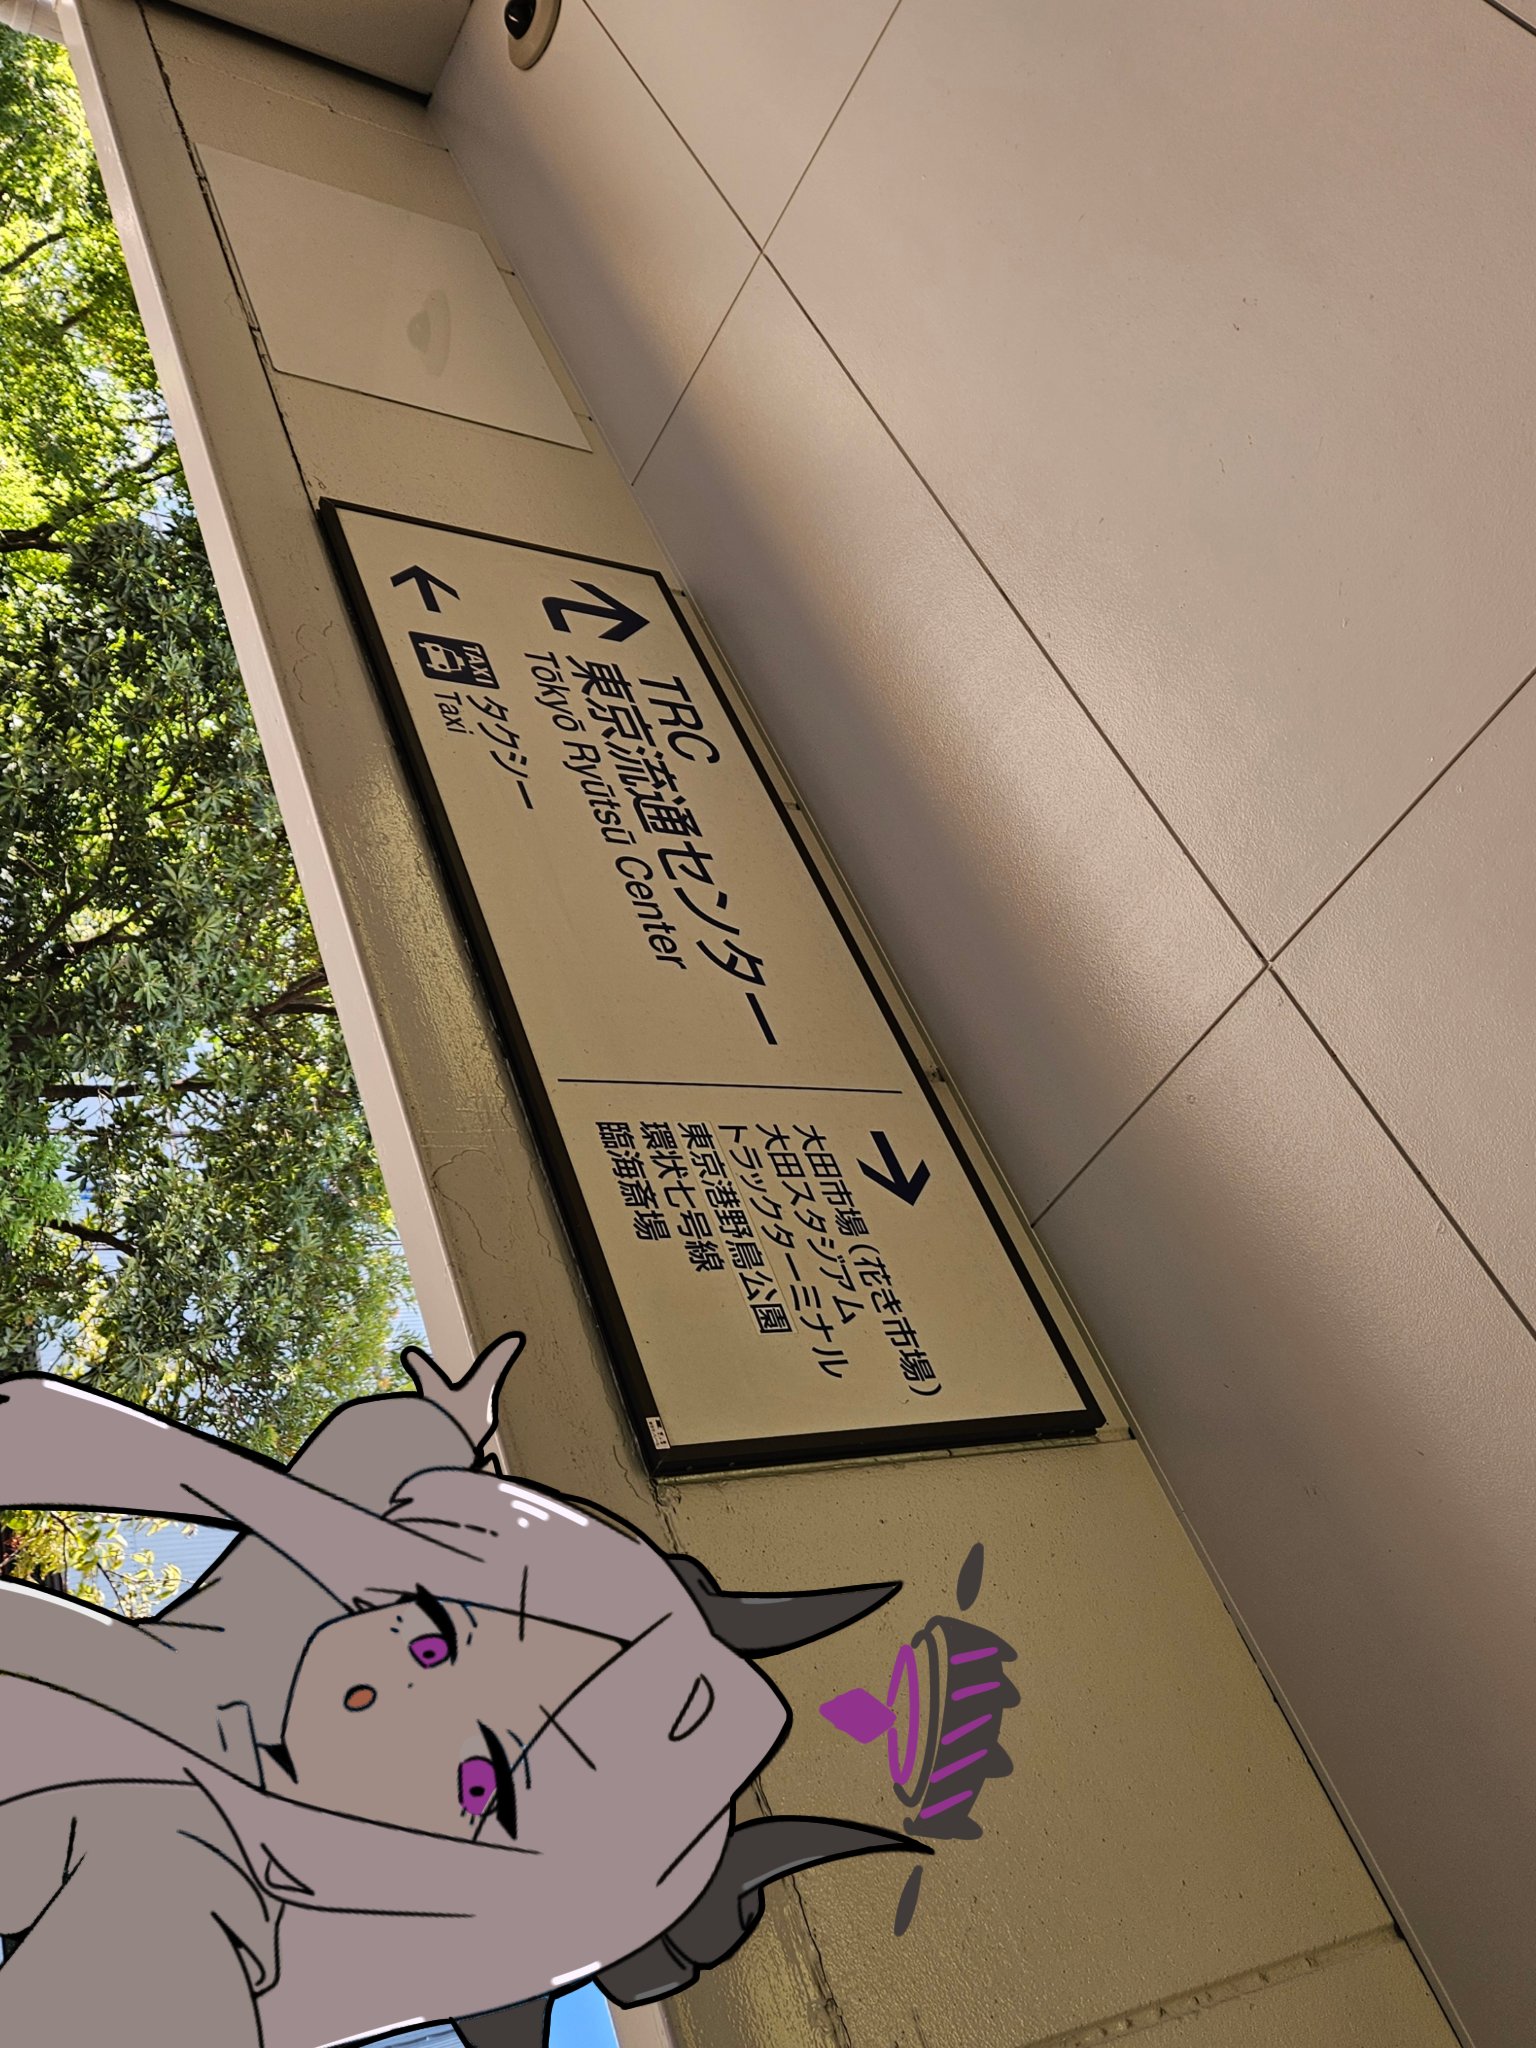 TRC
東京流通センター
Tōkyō Ryūtsū Center
TAXI
タクシー
Taxi
大田市場(花き市場)
大田スタジアム
トラックターミナル
東京港野鳥公園
環状七号線
臨海斎場